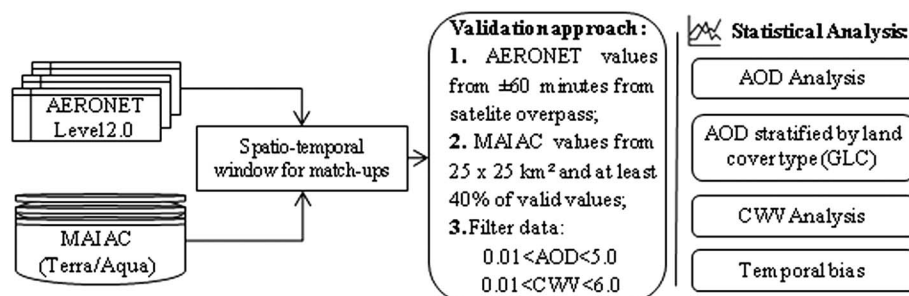 AERONET
Level 2.0
MAIAC
(Terra/Aqua)
Spatio-temporal
window for match-ups
Validation approach:
1. AERONET values
from ±60 minutes from
satelite overpass;
2. MAIAC values from
25 x 25 km² and at least
40% of valid values;
3.Filter data:
0.01<AOD<5.0
0.01<CWV<6.0
Statistical Analysis:
AOD Analysis
AOD stratified by land
cover type (GLC)
CWV Analysis
Temporal bias